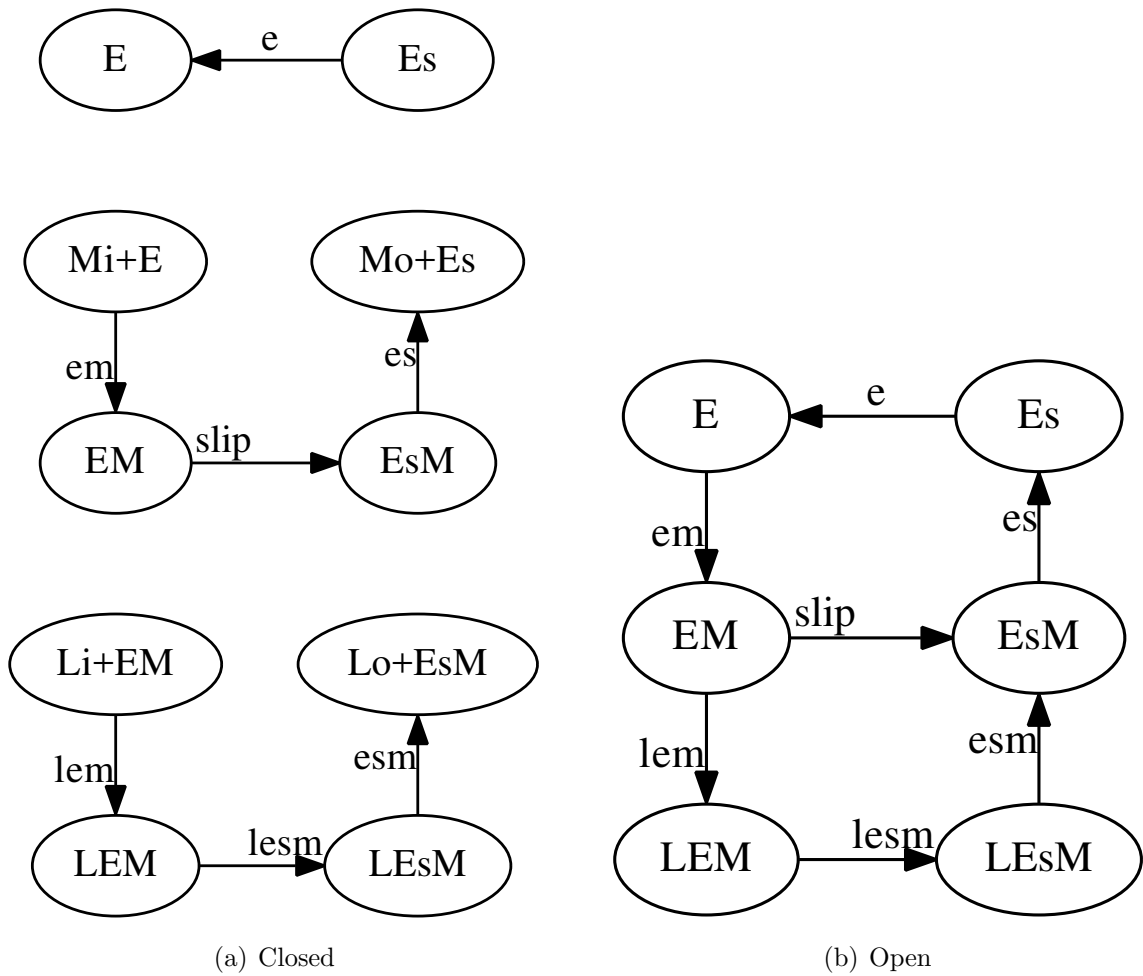 E
e
Es
Mi+E
Mo+Es
em
es
EM
slip
EsM
Li+EM
Lo+EsM
lem
esm
LEM
lesm
LEsM
(a) Closed
E
e
Es
em
es
EM
slip
EsM
lem
esm
LEM
lesm
LEsM
(b) Open